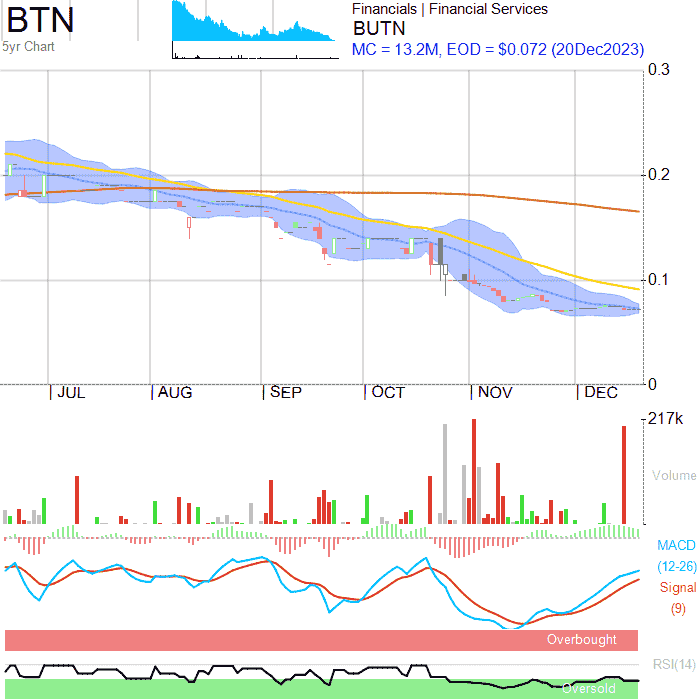 BTN
5yr Chart
Financials | Financial Services
BUTN
MC = 13.2M, EOD = $0.072 (20Dec2023)
0.3
0.2
0.1
0
JUL
AUG
SEP
OCT
NOV
DEC
217k
Volume
MACD
(12-26)
Signal
(9)
Overbought
RSI(14)
Oversold